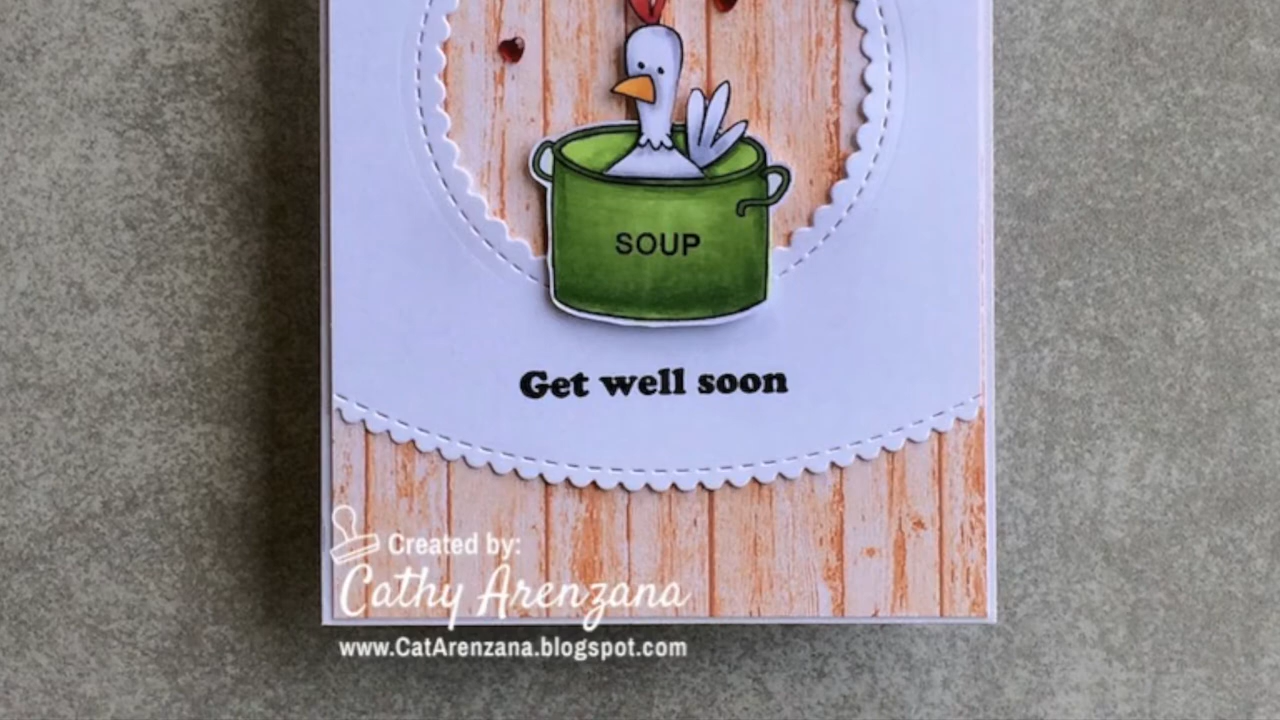 SOUP
Get well soon
Created by:
Cathy Arenzana
www.CatArenzana.blogspot.com